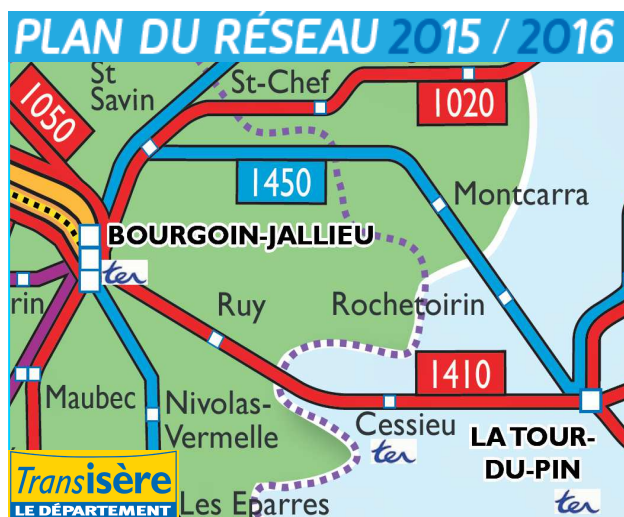 PLAN DU RÉSEAU 2015 / 2016
St
Savin
St-Chef
1050
1020
1450
Montcarra
BOURGOIN-JALLIEU
ter
rin
Ruy
Rochetoirin
1410
Maubec
Nivolas-
Vermelle
Cessieu
ter
LA TOUR-
DU-PIN
ter
Transisère
LE DÉPARTEMENT
Les Eparres